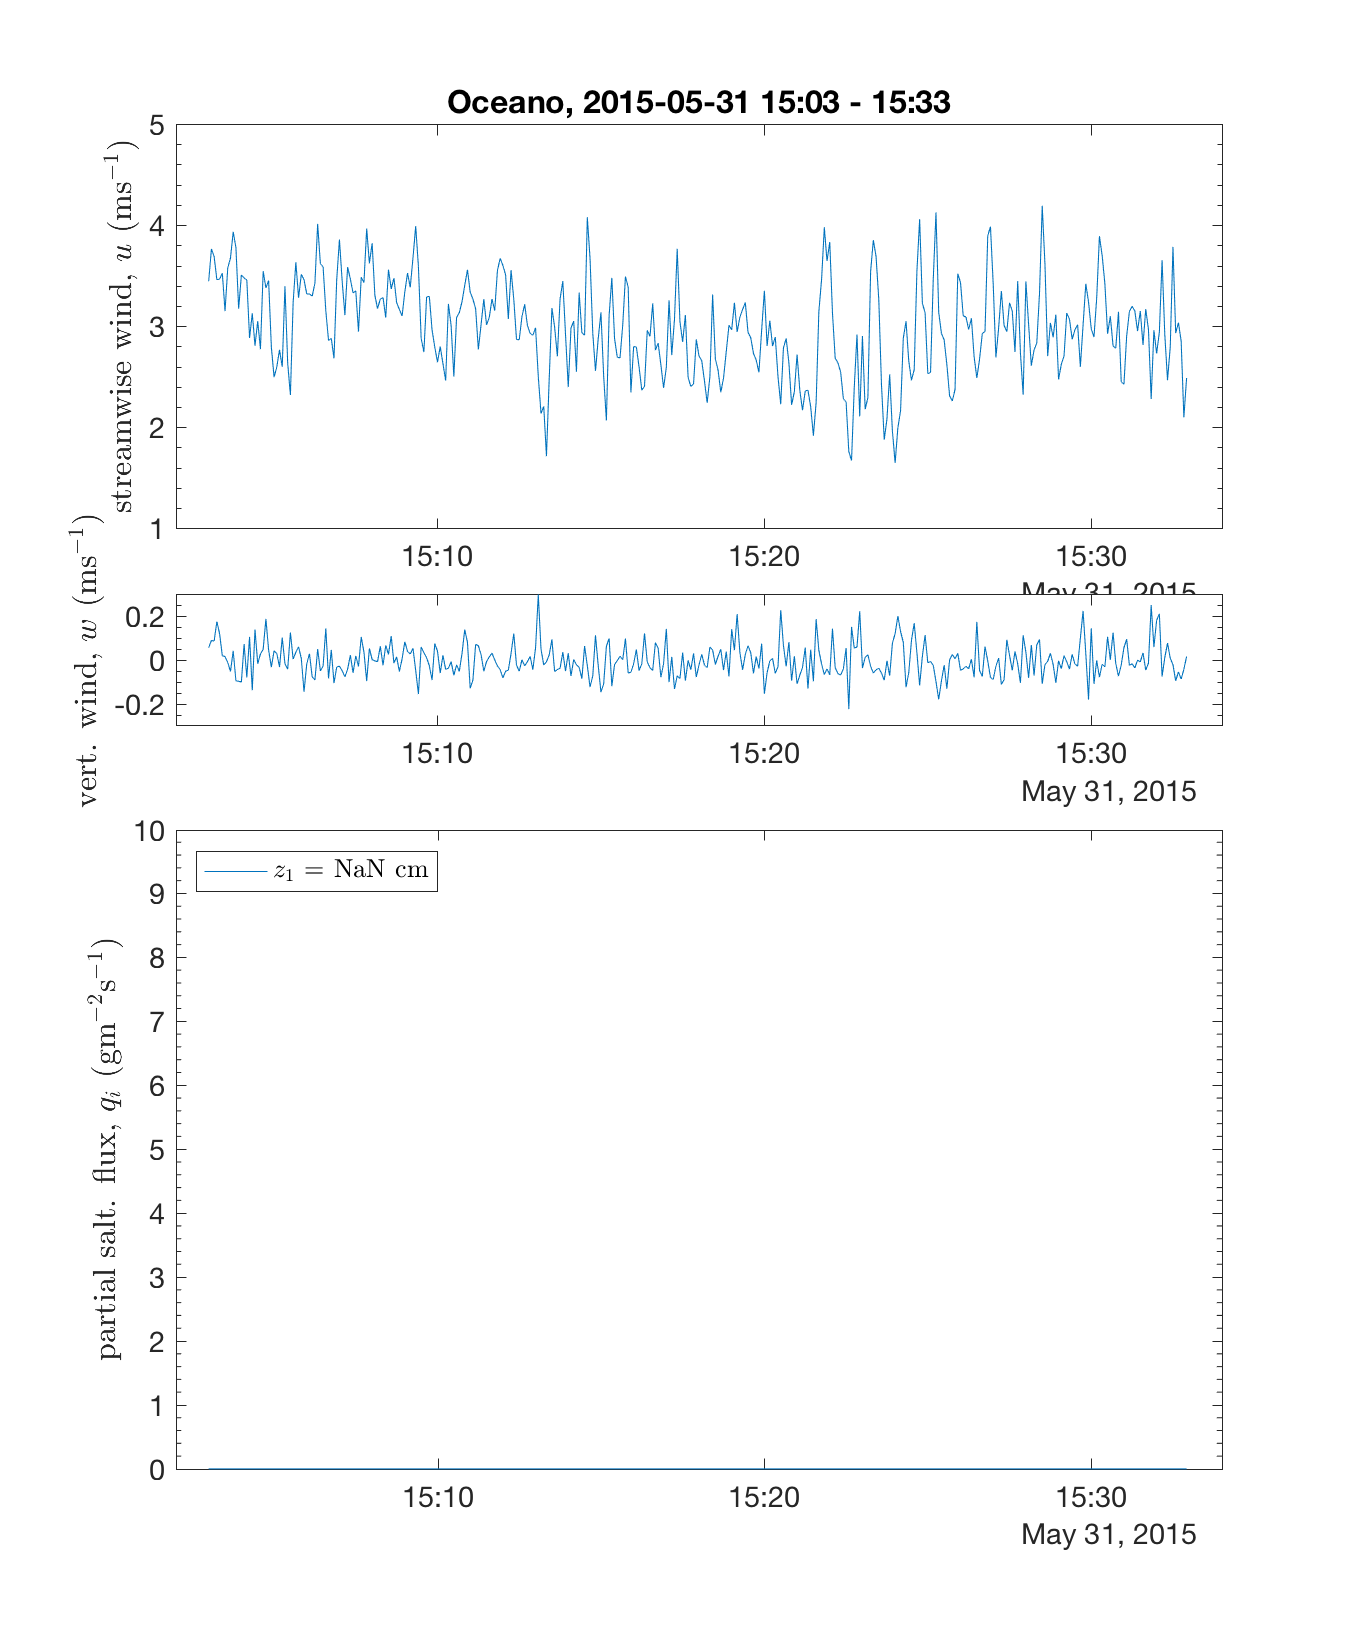 Oceano, 2015-05-31 15:03 - 15:33
streamwise wind, u (ms⁻¹)
5
4
3
2
1
15:10 15:20 15:30
May 31, 2015
vert. wind, w (ms⁻¹)
0.2
0
-0.2
15:10 15:20 15:30
May 31, 2015
partial salt. flux, qᵢ (gm⁻²s⁻¹)
10
9
8
7
6
5
4
3
2
1
0
z₁ = NaN cm
15:10 15:20 15:30
May 31, 2015